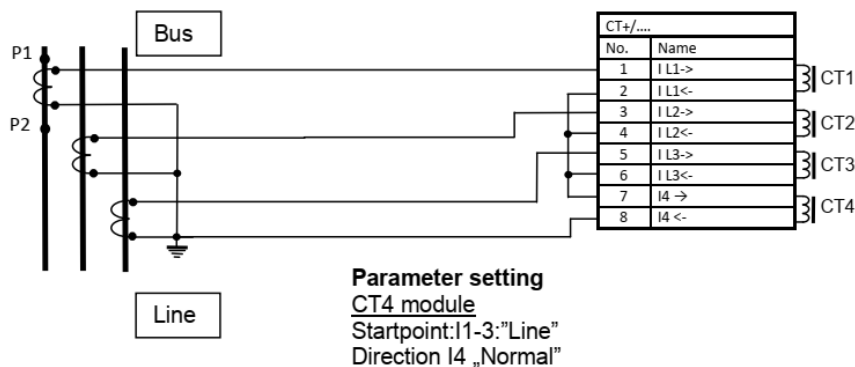 Bus
P1
P2
Line
CT+/....
No. Name
1 I L1->
2 I L1<-
3 I L2->
4 I L2<-
5 I L3->
6 I L3<-
7 I4 →
8 I4 <-
CT1
CT2
CT3
CT4
Parameter setting
CT4 module
Startpoint:I1-3:”Line”
Direction I4 „Normal”